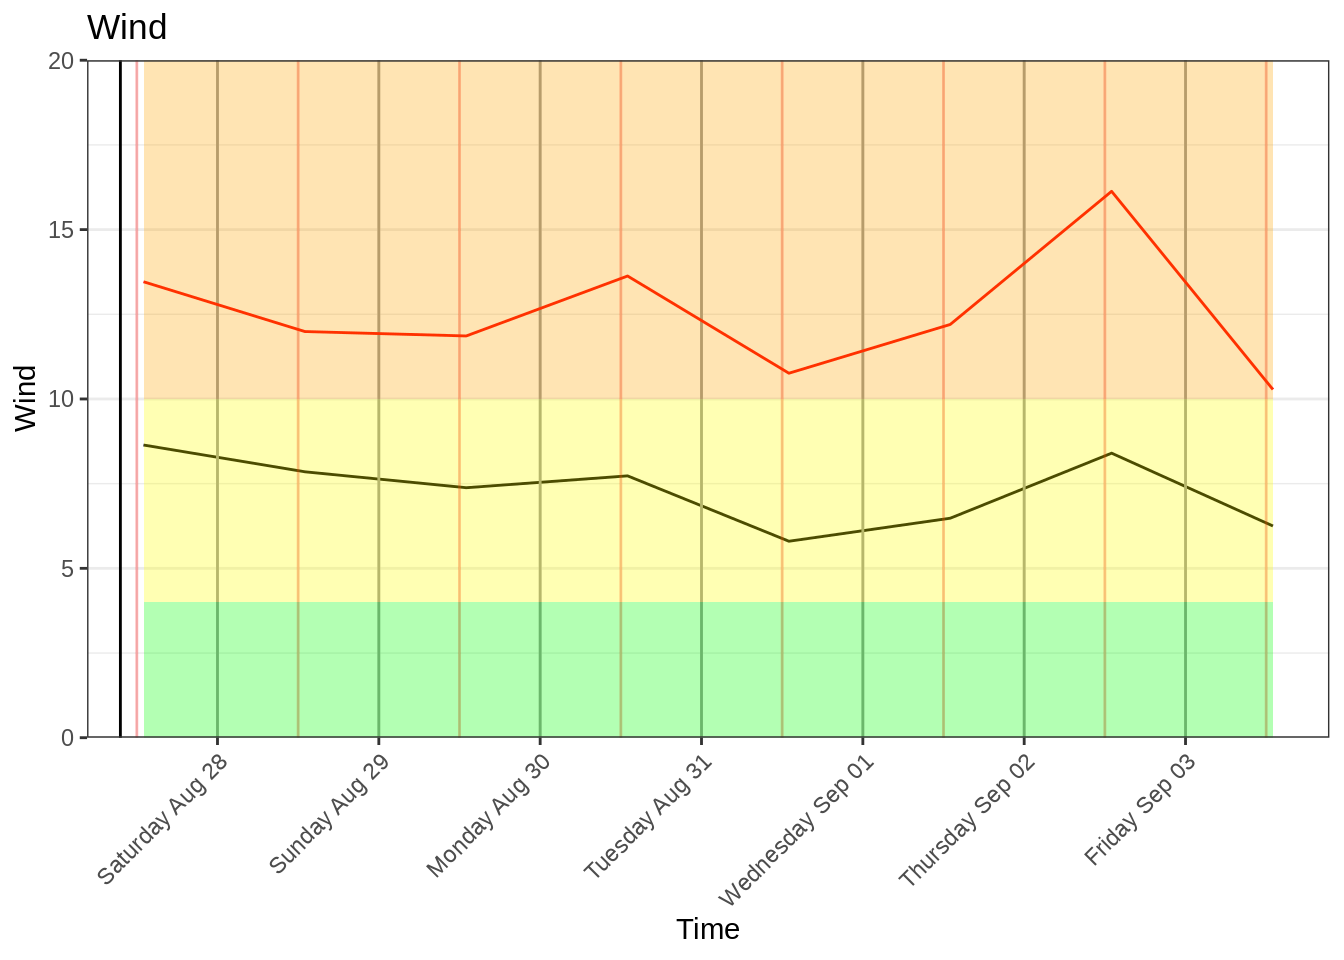 Wind
20
15
10
5
0
Wind
Saturday Aug 28
Sunday Aug 29
Monday Aug 30
Tuesday Aug 31
Wednesday Sep 01
Thursday Sep 02
Friday Sep 03
Time